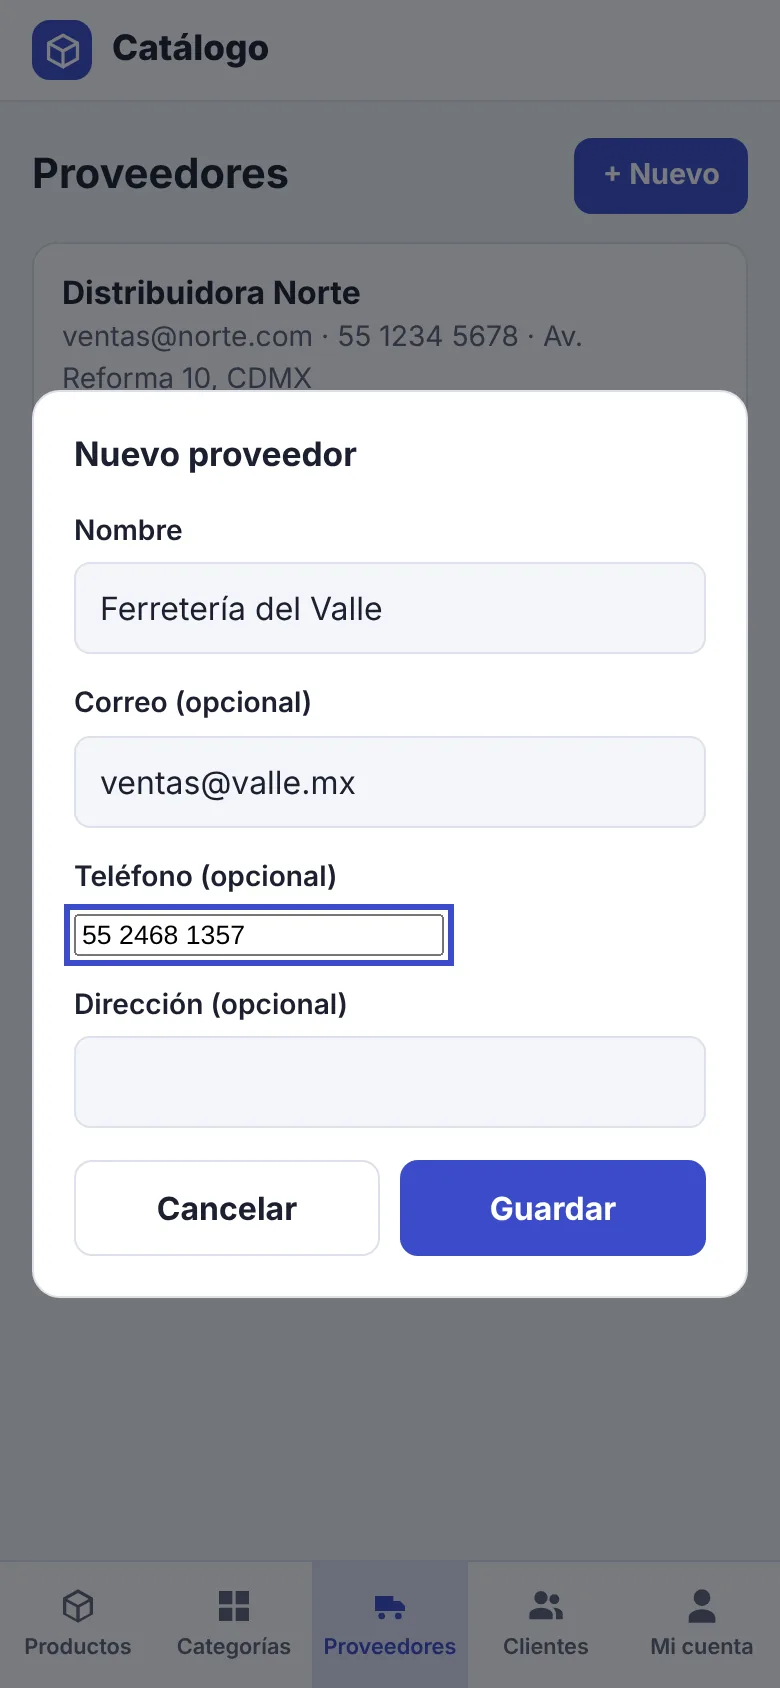 Catálogo
Proveedores
+ Nuevo
Distribuidora Norte
ventas@norte.com · 55 1234 5678 · Av.
Reforma 10, CDMX
Nuevo proveedor
Nombre
Ferretería del Valle
Correo (opcional)
ventas@valle.mx
Teléfono (opcional)
55 2468 1357
Dirección (opcional)
Cancelar
Guardar
Productos
Categorías
Proveedores
Clientes
Mi cuenta